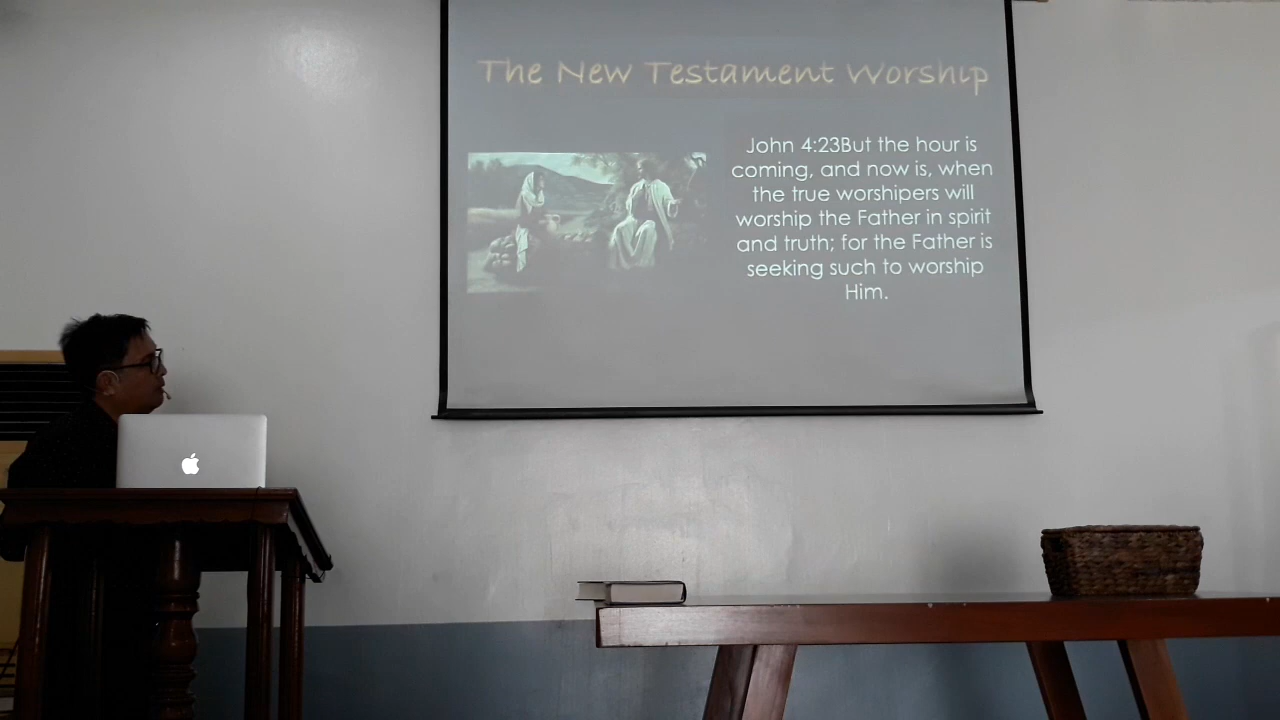 The New Testament Worship
John 4:23But the hour is
coming, and now is, when
the true worshipers will
worship the Father in spirit
and truth; for the Father is
seeking such to worship
Him.